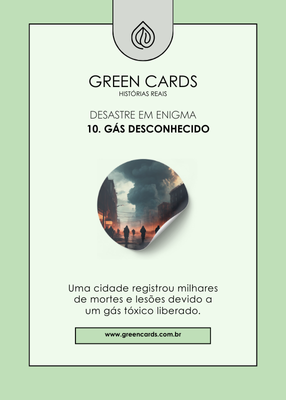 GREEN CARDS
HISTÓRIAS REAIS
DESASTRE EM ENIGMA
10. GÁS DESCONHECIDO
Uma cidade registrou milhares
de mortes e lesões devido a
um gás tóxico liberado.
www.greencards.com.br